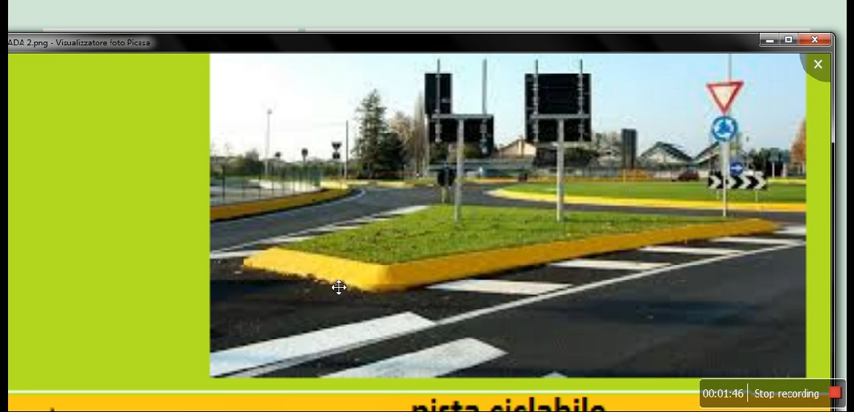 ADA 2.png - Visualizzatore foto Picasa
pista ciclabile
00:01:46 Stop recording